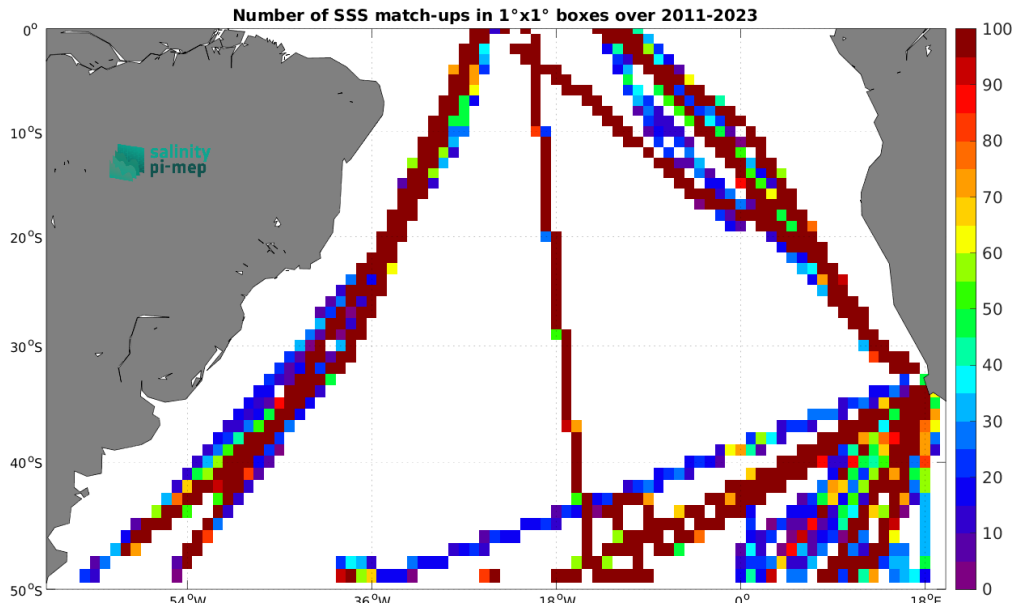 Number of SSS match-ups in 1°x1° boxes over 2011-2023
0°
10°S
20°S
30°S
40°S
50°S
54°W
36°W
18°W
0°
18°E
salinity
pi-mep
100
90
80
70
60
50
40
30
20
10
0